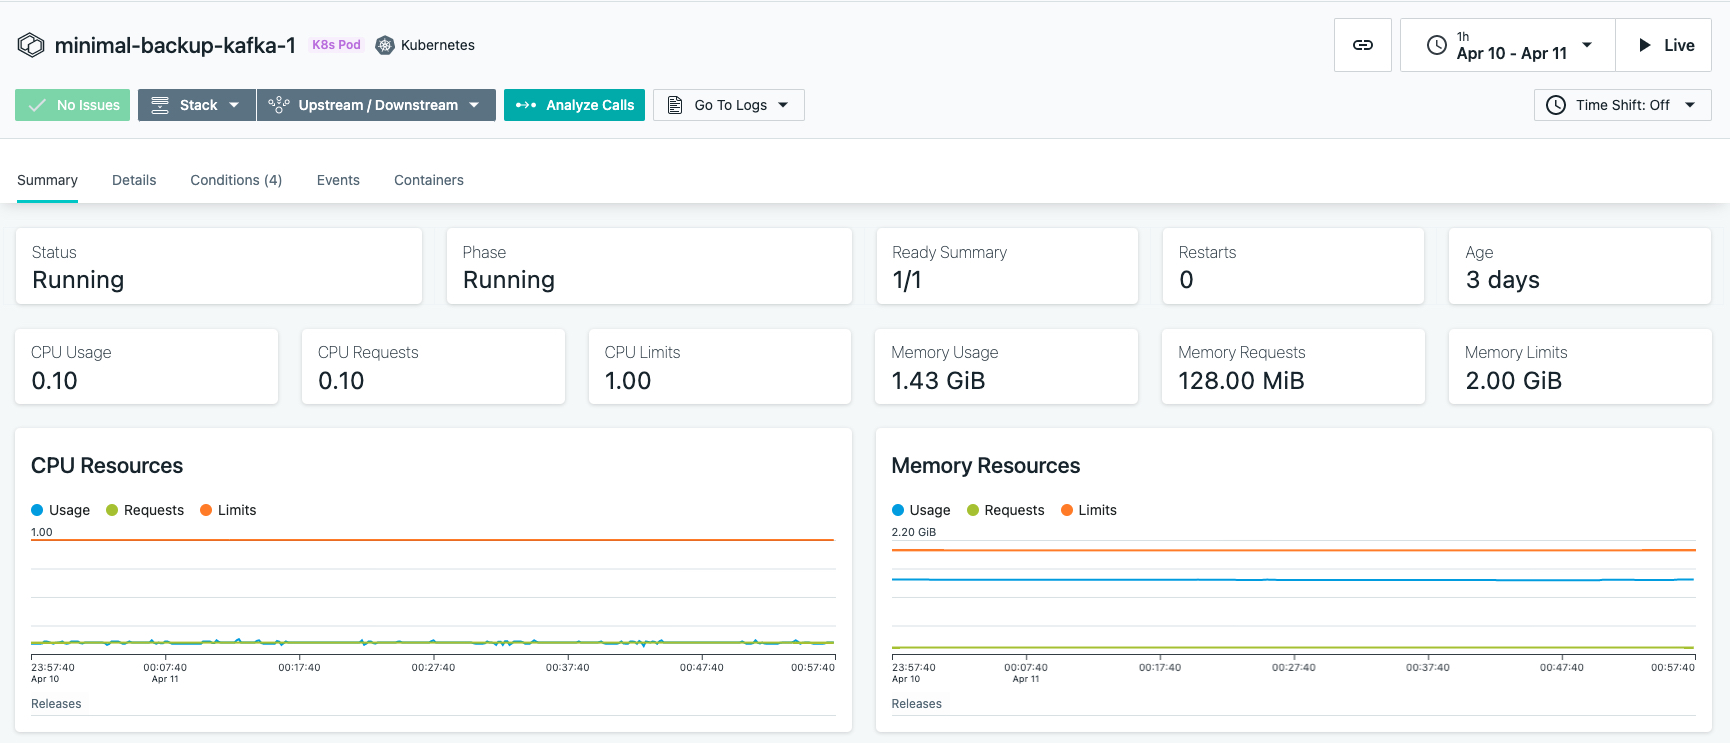 minimal-backup-kafka-1 K8s Pod Kubernetes
1h
Apr 10 - Apr 11
Live
No Issues Stack Upstream / Downstream Analyze Calls Go To Logs Time Shift: Off
Summary Details Conditions (4) Events Containers
Status
Running
Phase
Running
Ready Summary
1/1
Restarts
0
Age
3 days
CPU Usage
0.10
CPU Requests
0.10
CPU Limits
1.00
Memory Usage
1.43 GiB
Memory Requests
128.00 MiB
Memory Limits
2.00 GiB
CPU Resources
Usage Requests Limits
1.00
23:57:40 00:07:40 00:17:40 00:27:40 00:37:40 00:47:40 00:57:40
Apr 10 Apr 11
Releases
Memory Resources
Usage Requests Limits
2.20 GiB
23:57:40 00:07:40 00:17:40 00:27:40 00:37:40 00:47:40 00:57:40
Apr 10 Apr 11
Releases